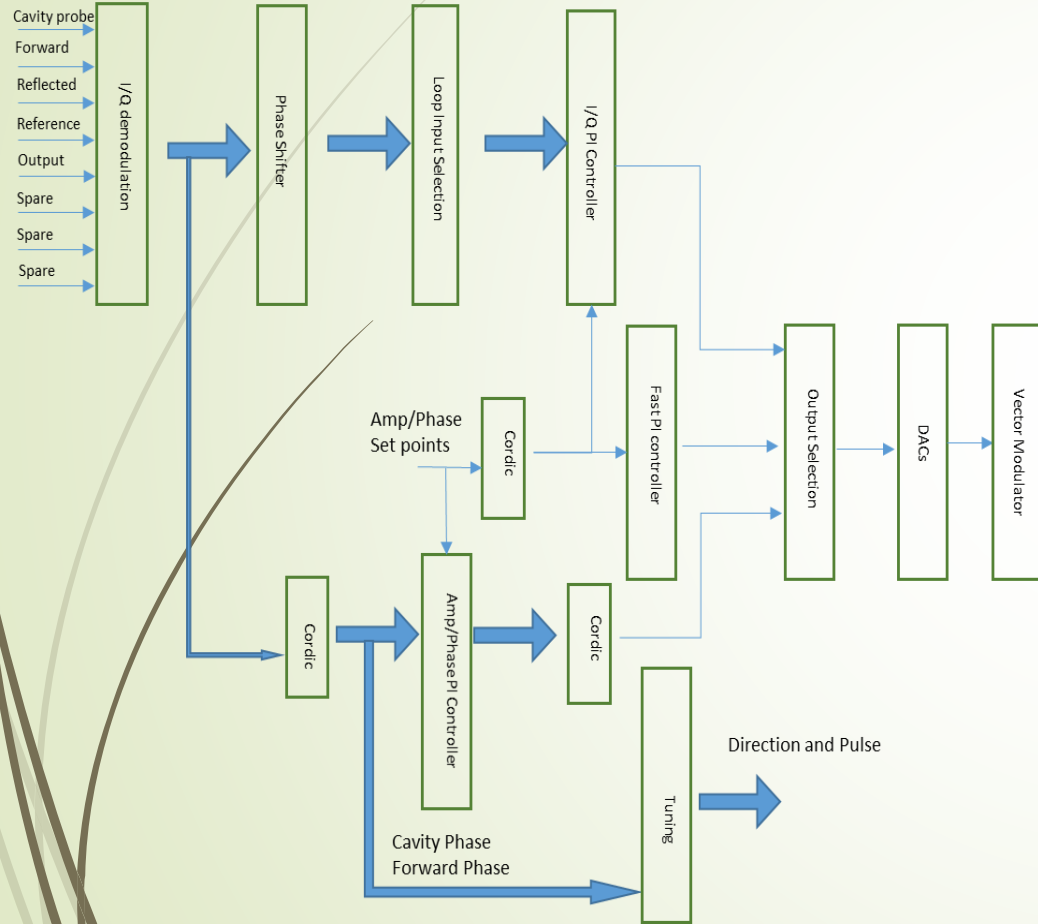 Cavity probe
Forward
Reflected
Reference
Output
Spare
Spare
Spare
I/Q demodulation
Phase Shifter
Loop Input Selection
I/Q PI Controller
Amp/Phase
Set points
Cordic
Fast PI controller
Output Selection
DACs
Vector Modulator
Cordic
Amp/Phase PI Controller
Cordic
Tuning
Direction and Pulse
Cavity Phase
Forward Phase